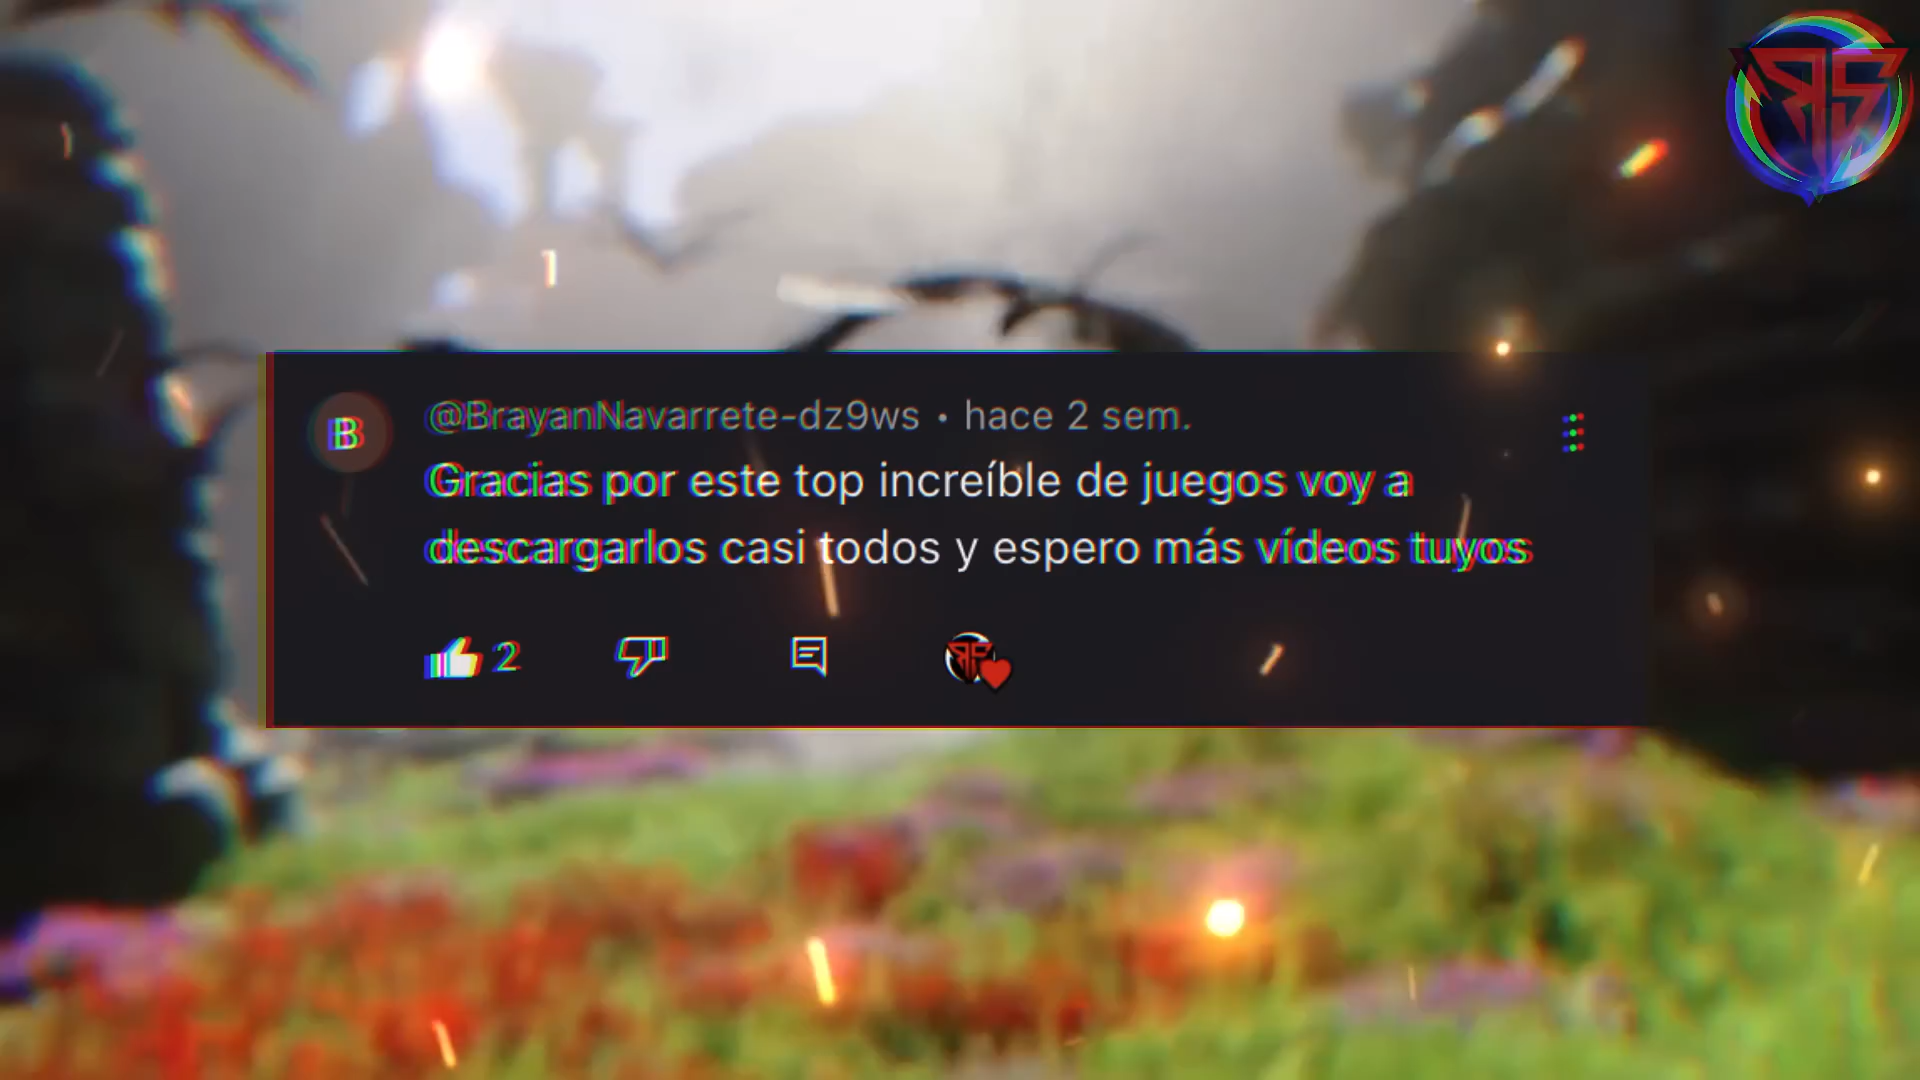 B
@BrayanNavarrete-dz9ws • hace 2 sem.
Gracias por este top increíble de juegos voy a
descargarlos casi todos y espero más vídeos tuyos
2